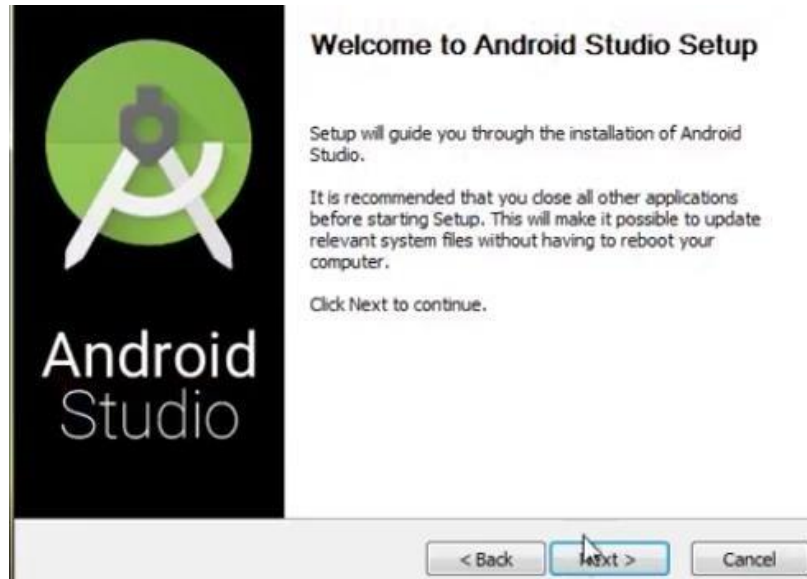 Welcome to Android Studio Setup
Setup will guide you through the installation of Android
Studio.
It is recommended that you close all other applications
before starting Setup. This will make it possible to update
relevant system files without having to reboot your
computer.
Click Next to continue.
Android
Studio
< Back Next > Cancel